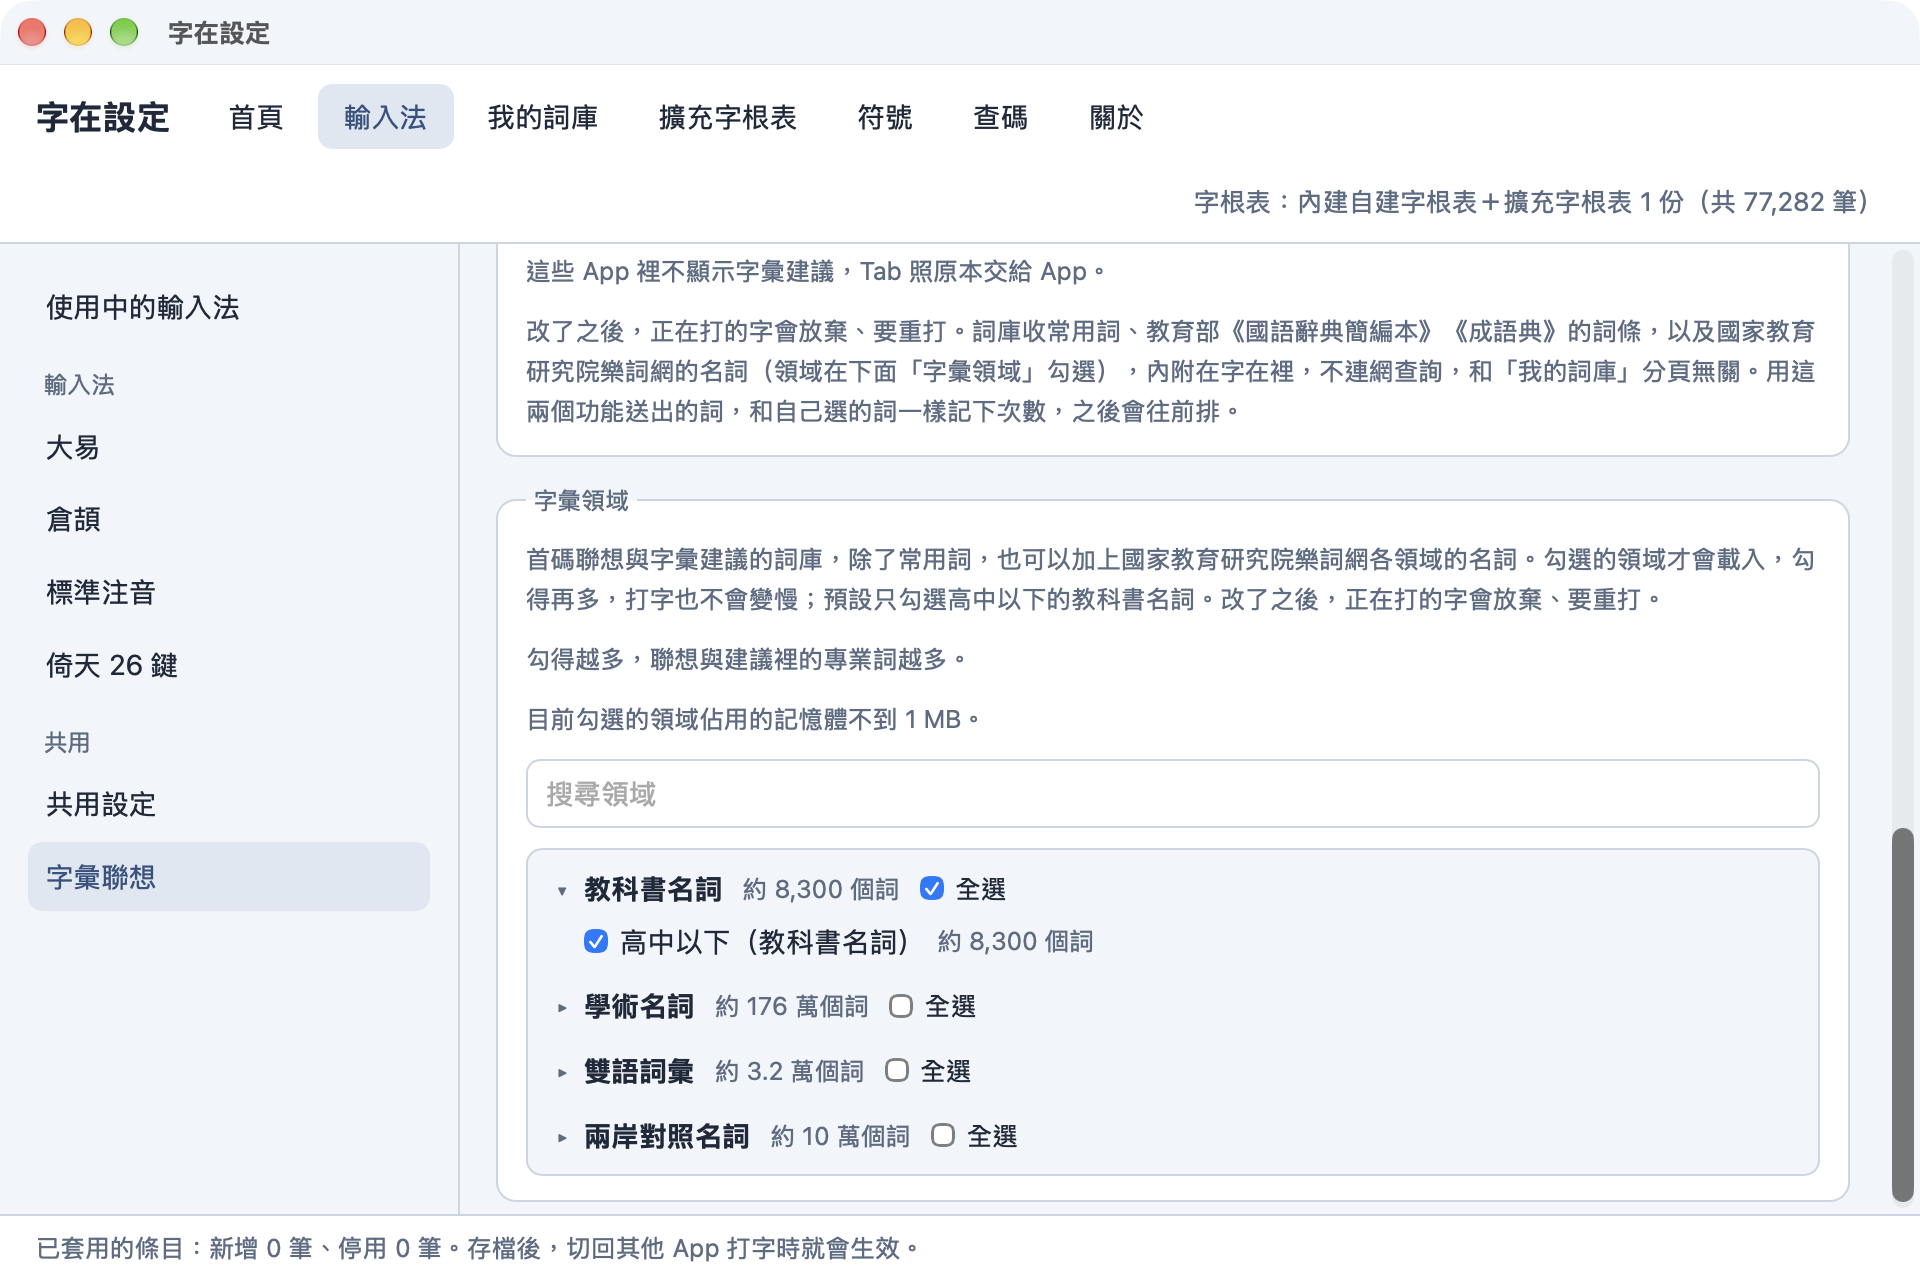 字在設定
字在設定 首頁 輸入法 我的詞庫 擴充字根表 符號 查碼 關於
字根表：內建自建字根表＋擴充字根表 1 份（共 77,282 筆）
使用中的輸入法
輸入法
大易
倉頡
標準注音
倚天 26 鍵
共用
共用設定
字彙聯想
這些 App 裡不顯示字彙建議，Tab 照原本交給 App。
改了之後，正在打的字會放棄、要重打。詞庫收常用詞、教育部《國語辭典簡編本》《成語典》的詞條，以及國家教育
研究院樂詞網的名詞（領域在下面「字彙領域」勾選），內附在字在裡，不連網查詢，和「我的詞庫」分頁無關。用這
兩個功能送出的詞，和自己選的詞一樣記下次數，之後會往前排。
字彙領域
首碼聯想與字彙建議的詞庫，除了常用詞，也可以加上國家教育研究院樂詞網各領域的名詞。勾選的領域才會載入，勾
得再多，打字也不會變慢；預設只勾選高中以下的教科書名詞。改了之後，正在打的字會放棄、要重打。
勾得越多，聯想與建議裡的專業詞越多。
目前勾選的領域佔用的記憶體不到 1 MB。
搜尋領域
教科書名詞 約 8,300 個詞 全選
高中以下（教科書名詞） 約 8,300 個詞
學術名詞 約 176 萬個詞 全選
雙語詞彙 約 3.2 萬個詞 全選
兩岸對照名詞 約 10 萬個詞 全選
已套用的條目：新增 0 筆、停用 0 筆。存檔後，切回其他 App 打字時就會生效。